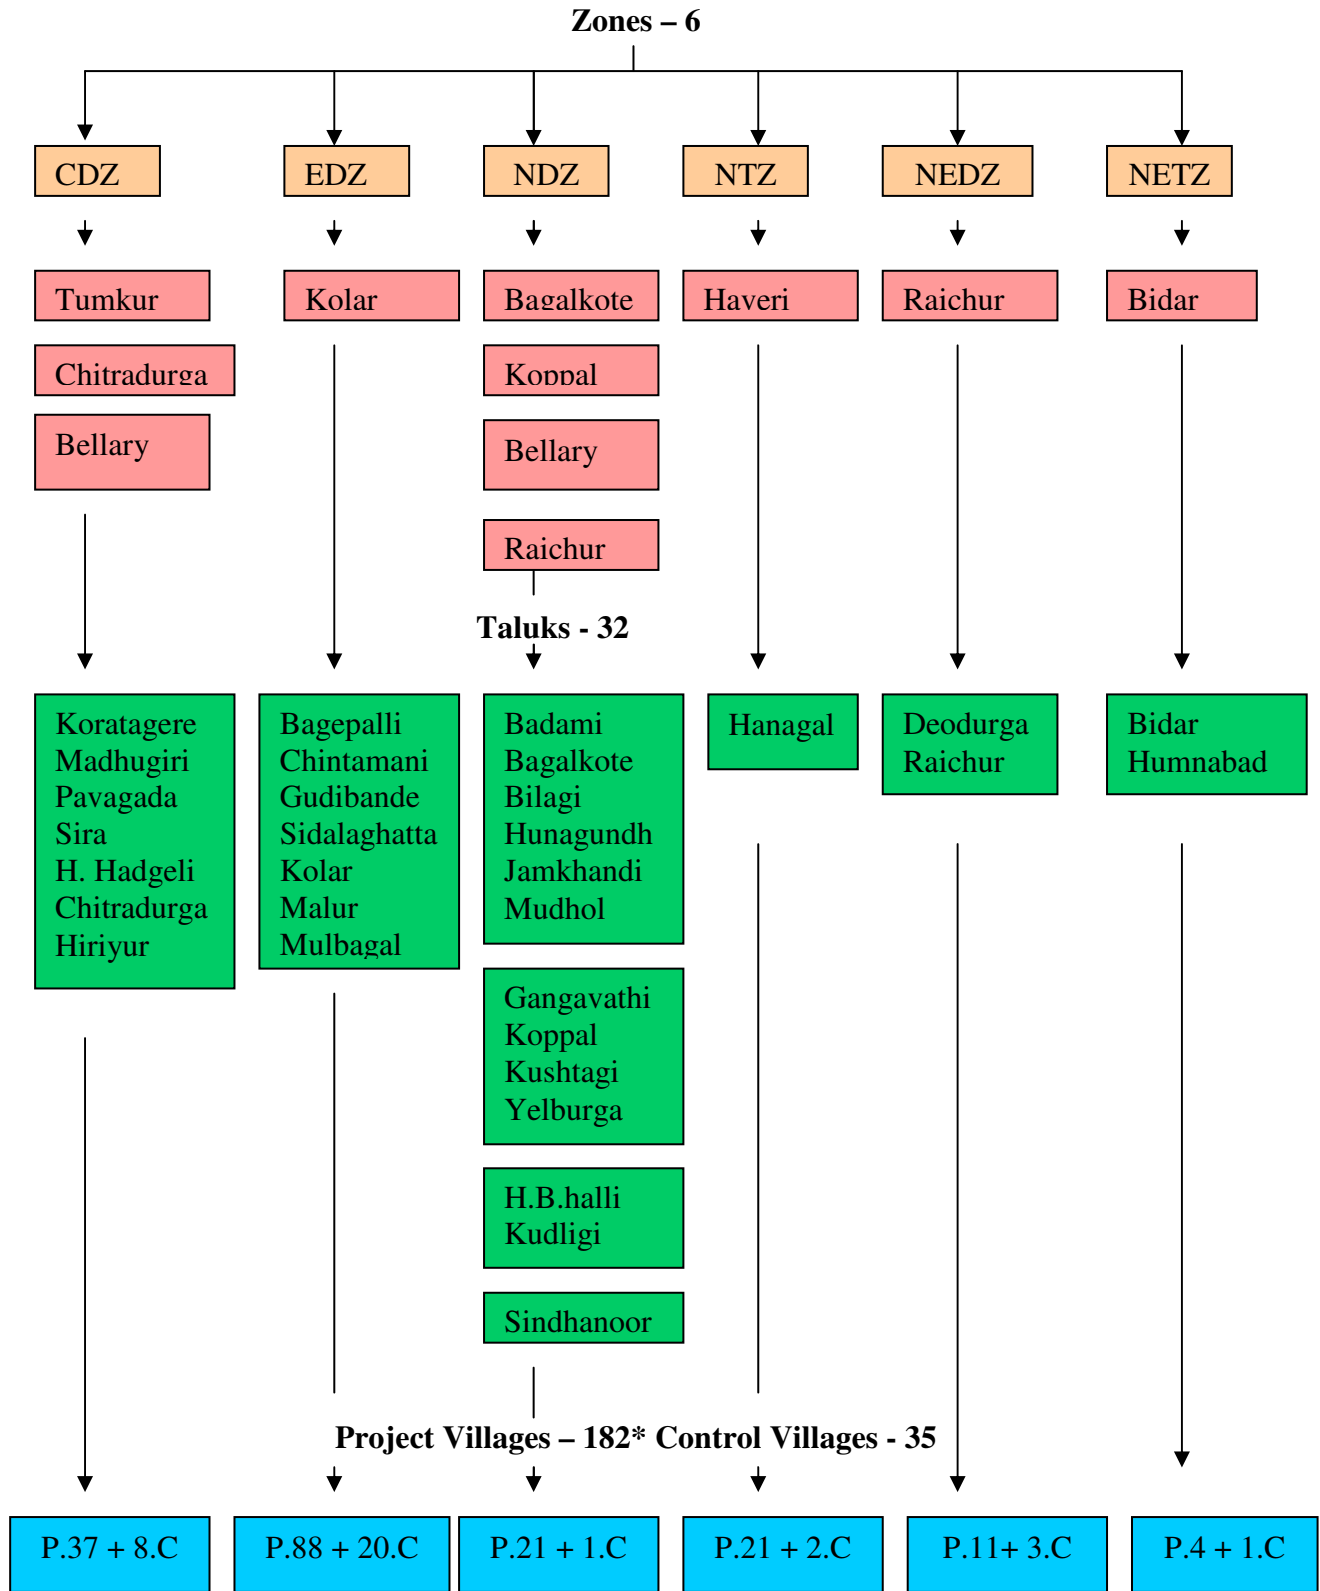 Zones – 6
CDZ
EDZ
NDZ
NTZ
NEDZ
NETZ
Tumkur
Kolar
Bagalkote
Haveri
Raichur
Bidar
Chitradurga
Koppal
Bellary
Bellary
Raichur
Taluks - 32
Koratagere
Madhugiri
Pavagada
Sira
H. Hadgeli
Chitradurga
Hiriyur
Bagepalli
Chintamani
Gudibande
Sidalaghatta
Kolar
Malur
Mulbagal
Badami
Bagalkote
Bilagi
Hunagundh
Jamkhandi
Mudhol
Gangavathi
Koppal
Kushtagi
Yelburga
H.B.halli
Kudligi
Sindhanoor
Hanagal
Deodurga
Raichur
Bidar
Humnabad
Project Villages – 182* Control Villages - 35
P.37 + 8.C
P.88 + 20.C
P.21 + 1.C
P.21 + 2.C
P.11+ 3.C
P.4 + 1.C